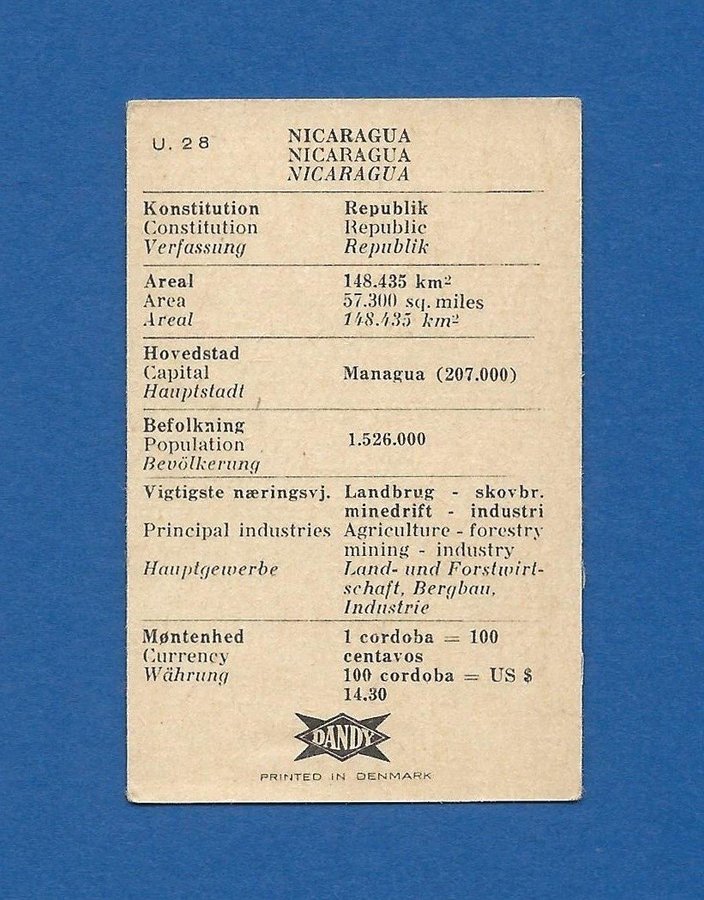 U. 28
NICARAGUA
NICARAGUA
NICARAGUA
Konstitution Republik
Constitution Republic
Verfassung Republik
Areal 148.435 km²
Area 57.300 sq. miles
Areal 148.435 km²
Hovedstad
Capital Managua (207.000)
Hauptstadt
Befolkning
Population 1.526.000
Bevölkerung
Vigtigste næringsvj. Landbrug - skovbr.
minedrift - industri
Principal industries Agriculture - forestry
mining - industry
Hauptgewerbe Land- und Forstwirt-
schaft, Bergbau,
Industrie
Møntenhed 1 cordoba = 100
Currency centavos
Währung 100 cordoba = US $
14.30
DANDY
PRINTED IN DENMARK